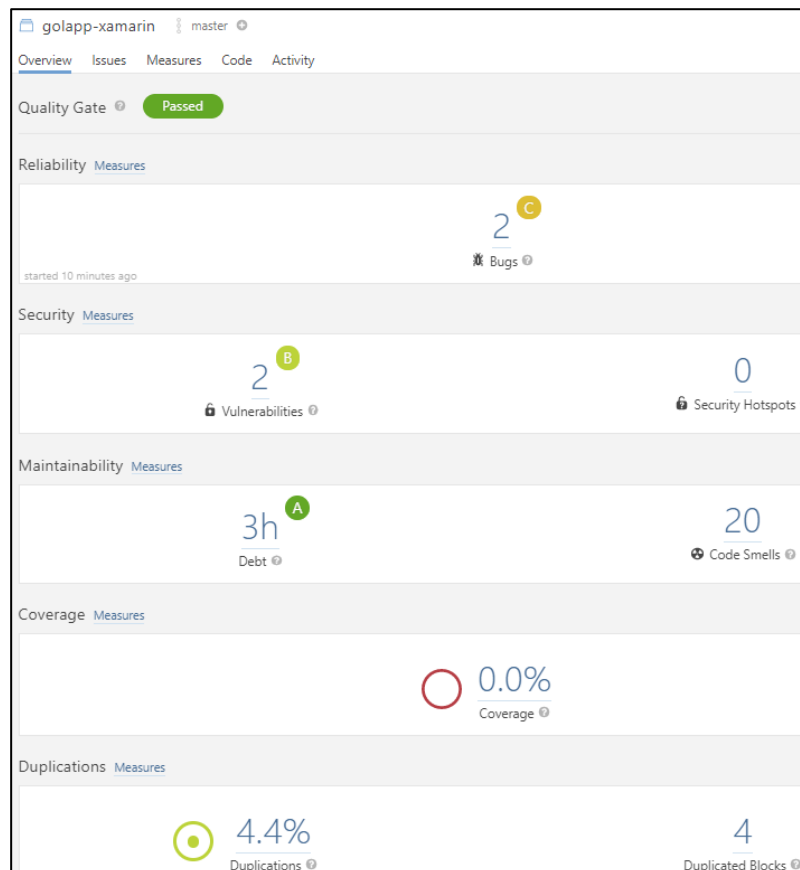 golapp-xamarin master
Overview Issues Measures Code Activity
Quality Gate ? Passed
Reliability Measures
2 C
Bugs ?
started 10 minutes ago
Security Measures
2 B 0
Vulnerabilities ? Security Hotspots
Maintainability Measures
3h A 20
Debt ? Code Smells ?
Coverage Measures
0.0%
Coverage ?
Duplications Measures
4.4% 4
Duplications ? Duplicated Blocks ?